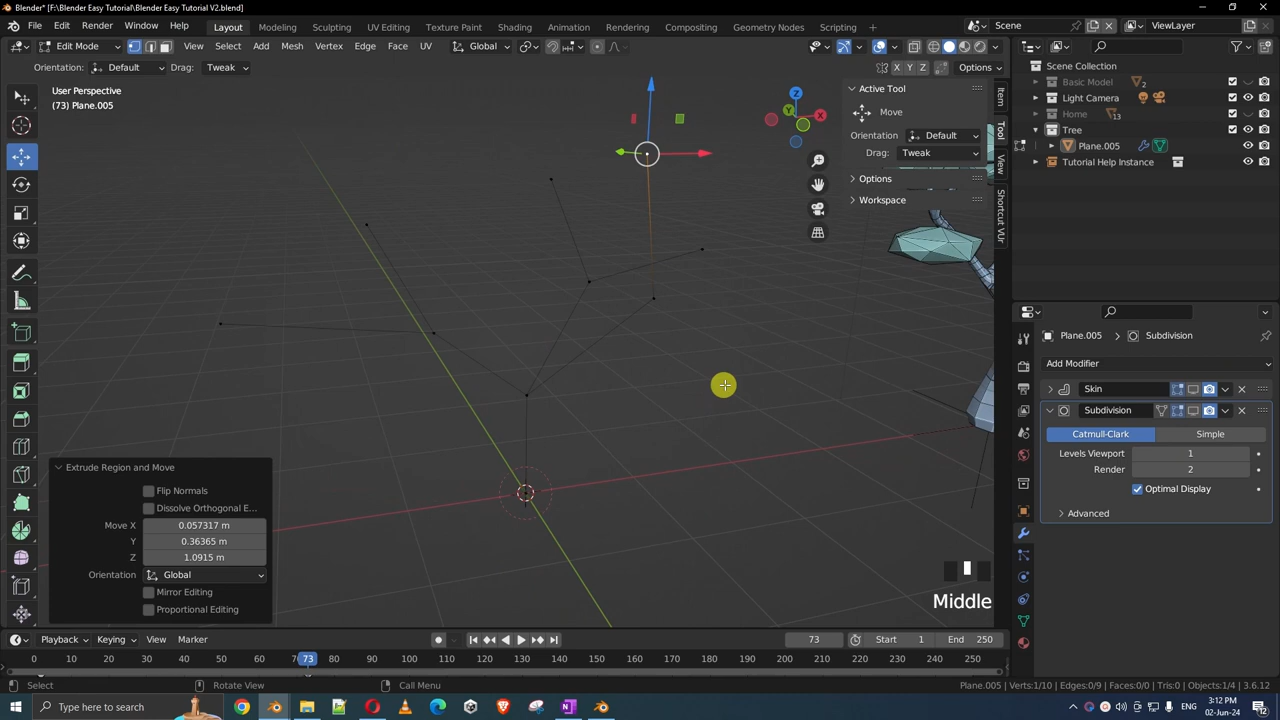 Blender* [F:\Blender Easy Tutorial\Blender Easy Tutorial V2.blend]
File Edit Render Window Help Layout Modeling Sculpting UV Editing Texture Paint Shading Animation Rendering Compositing Geometry Nodes Scripting Scene ViewLayer
Edit Mode View Select Add Mesh Vertex Edge Face UV Global
Orientation: Default Drag: Tweak X Y Z Options
User Perspective
(73) Plane.005
Z
Y
X
Active Tool
Move
Orientation Default
Drag: Tweak
Options
Workspace
Item
Tool
View
Shortcut VUr
Scene Collection
Basic Model 2
Light Camera
Home 13
Tree
Plane.005
Tutorial Help Instance
Plane.005 Subdivision
Add Modifier
Skin
Subdivision
Catmull-Clark Simple
Levels Viewport 1
Render 2
Optimal Display
Advanced
Extrude Region and Move
Flip Normals
Dissolve Orthogonal E...
Move X 0.057317 m
Y 0.36365 m
Z 1.0915 m
Orientation Global
Mirror Editing
Proportional Editing
Middle
Playback Keying View Marker 73 Start 1 End 250
0 10 20 30 40 50 60 7 73 80 90 100 110 120 130 140 150 160 170 180 190 200 210 220 230 240 250
Select Rotate View Call Menu Plane.005 | Verts:1/10 | Edges:0/9 | Faces:0/0 | Tris:0 | Objects:1/4 | 3.6.12
Type here to search ENG 3:12 PM
02-Jun-24